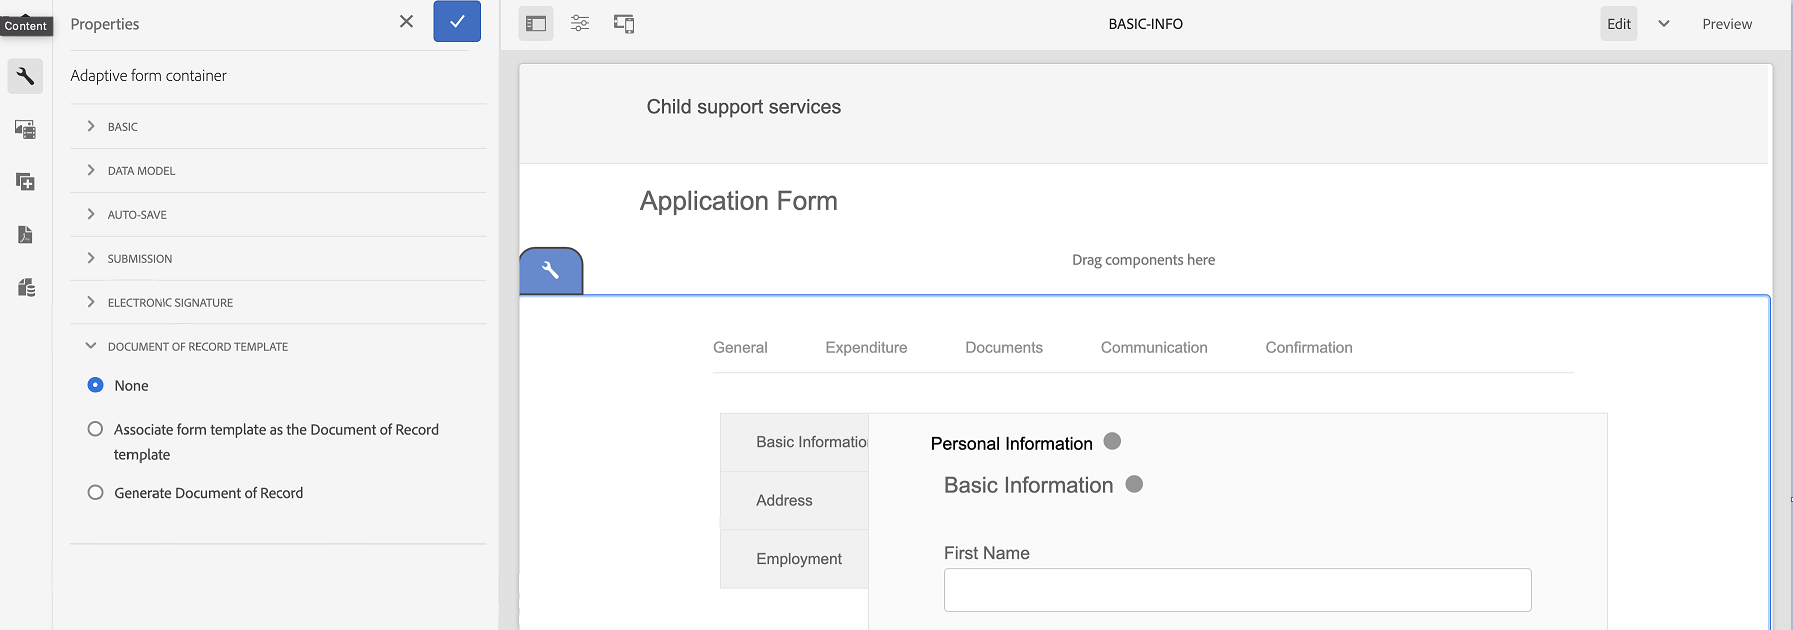 Content
Properties
Adaptive form container
BASIC
DATA MODEL
AUTO-SAVE
SUBMISSION
ELECTRONIC SIGNATURE
DOCUMENT OF RECORD TEMPLATE
None
Associate form template as the Document of Record
template
Generate Document of Record
BASIC-INFO
Edit
Preview
Child support services
Application Form
Drag components here
General
Expenditure
Documents
Communication
Confirmation
Basic Informatio
Address
Employment
Personal Information
Basic Information
First Name